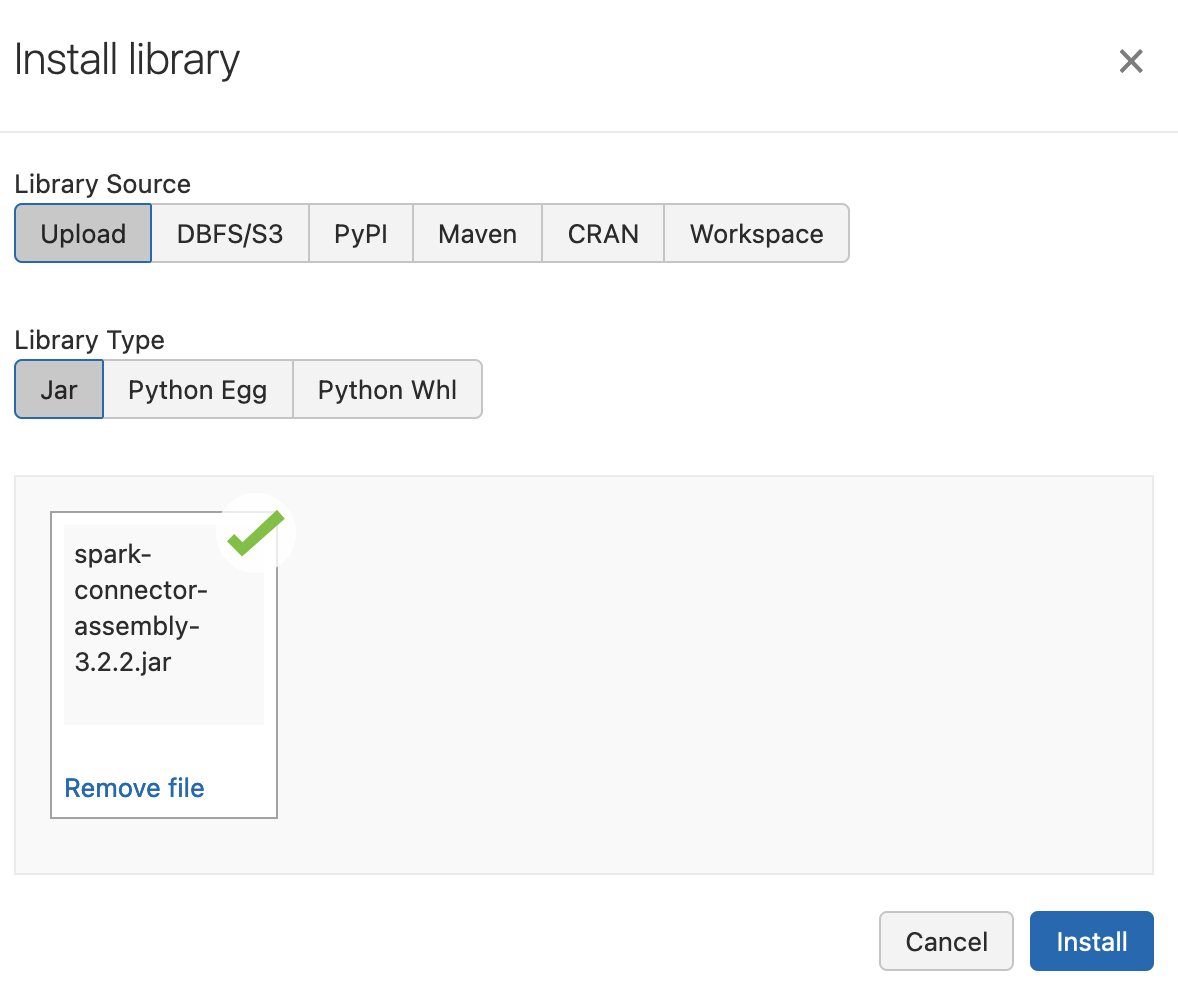 Install library
Library Source
Upload DBFS/S3 PyPI Maven CRAN Workspace
Library Type
Jar Python Egg Python Whl
spark-
connector-
assembly-
3.2.2.jar
Remove file
Cancel Install